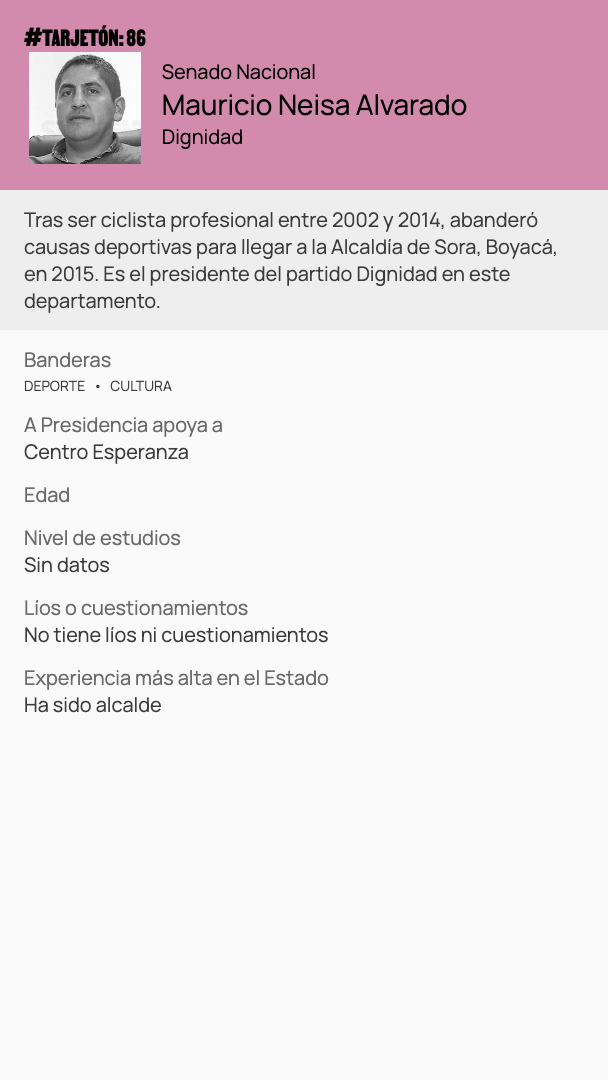 #TARJETÓN: 86
Senado Nacional
Mauricio Neisa Alvarado
Dignidad
Tras ser ciclista profesional entre 2002 y 2014, abanderó
causas deportivas para llegar a la Alcaldía de Sora, Boyacá,
en 2015. Es el presidente del partido Dignidad en este
departamento.
Banderas
DEPORTE • CULTURA
A Presidencia apoya a
Centro Esperanza
Edad
Nivel de estudios
Sin datos
Líos o cuestionamientos
No tiene líos ni cuestionamientos
Experiencia más alta en el Estado
Ha sido alcalde